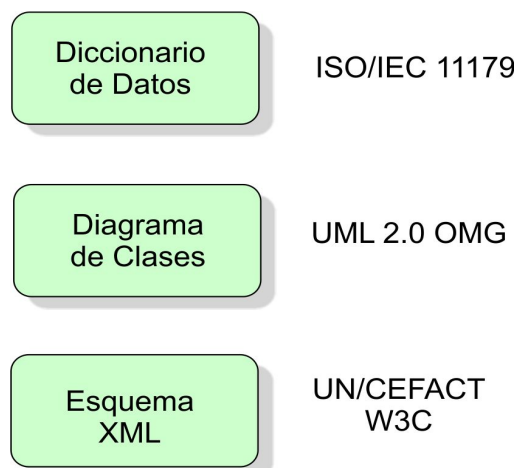 Diccionario
de Datos
ISO/IEC 11179
Diagrama
de Clases
UML 2.0 OMG
Esquema
XML
UN/CEFACT
W3C